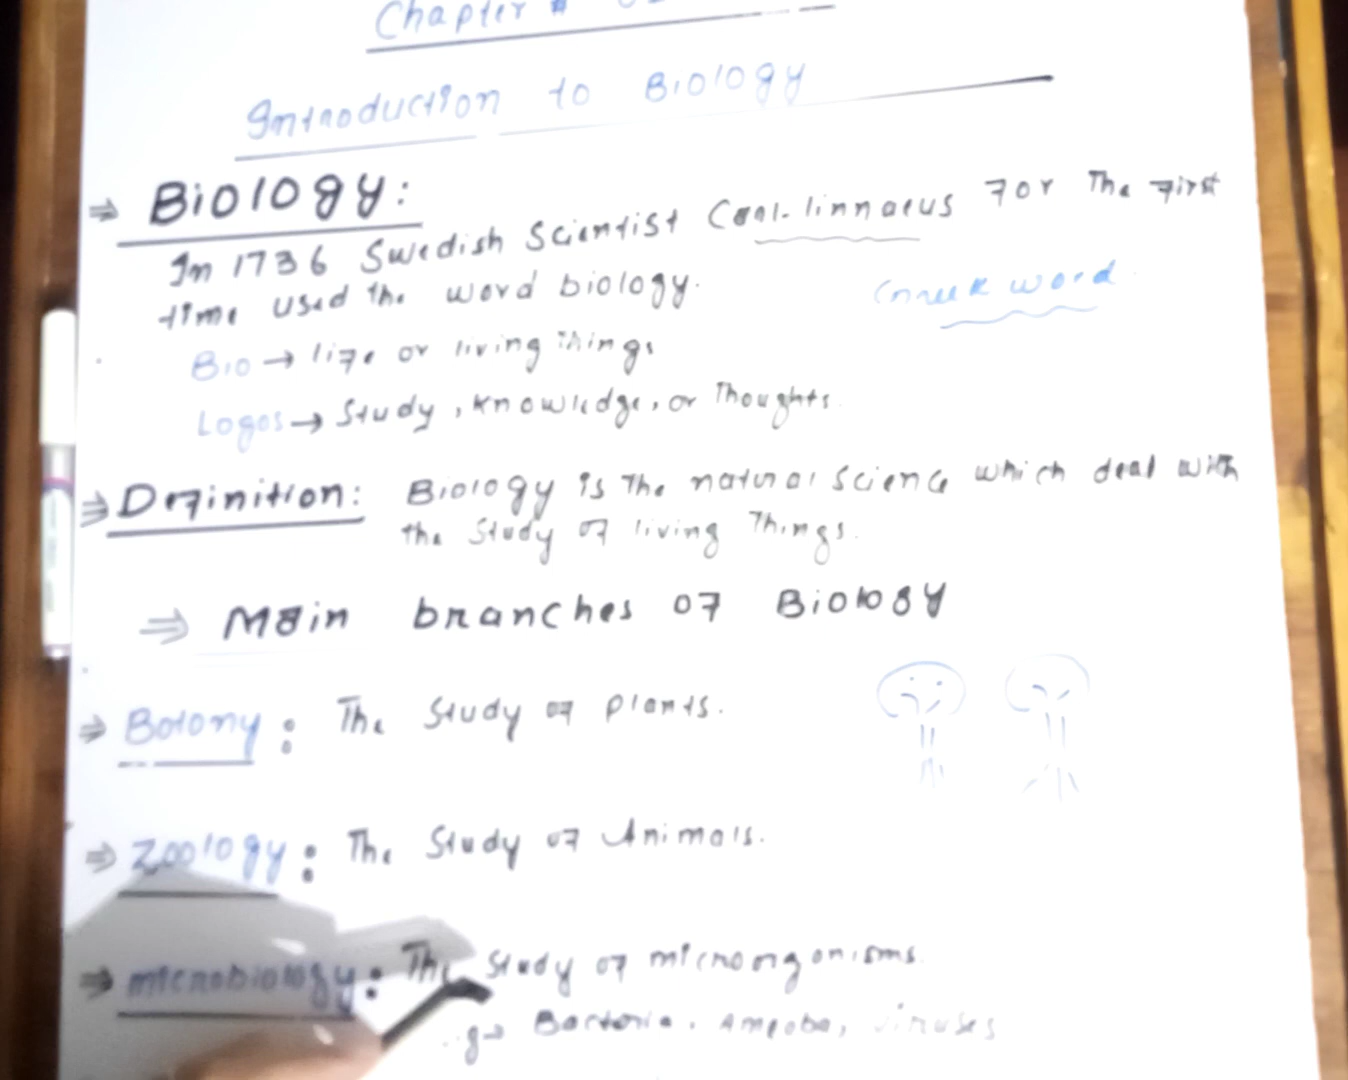 Chapter #
Introduction to Biology
⇒ Biology:
In 1736 Swedish Scientist Carl-linnaeus For The First
time used the word biology.
Greek word
Bio → life or living Things
Logos → Study, Knowledge, or Thoughts.
⇒ Definition: Biology is The natural Science which deal with
the Study of living Things.
⇒ Main branches of Biology
⇒ Botony: The Study of Plants.
⇒ Zoology: The Study of Animals.
⇒ microbiology: The Study of microorganisms.
Bacteria, Ameoba, Viruses